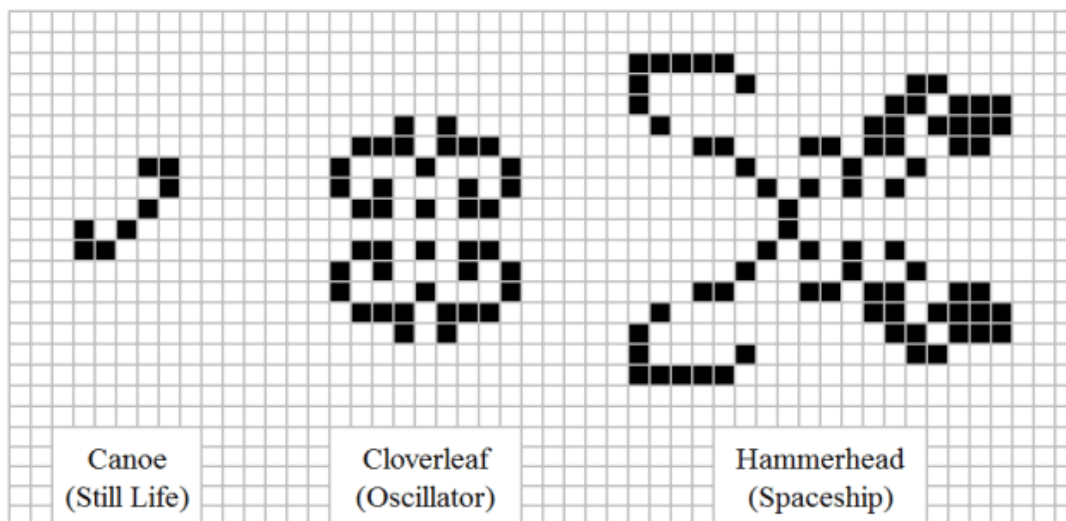 Canoe
(Still Life)
Cloverleaf
(Oscillator)
Hammerhead
(Spaceship)